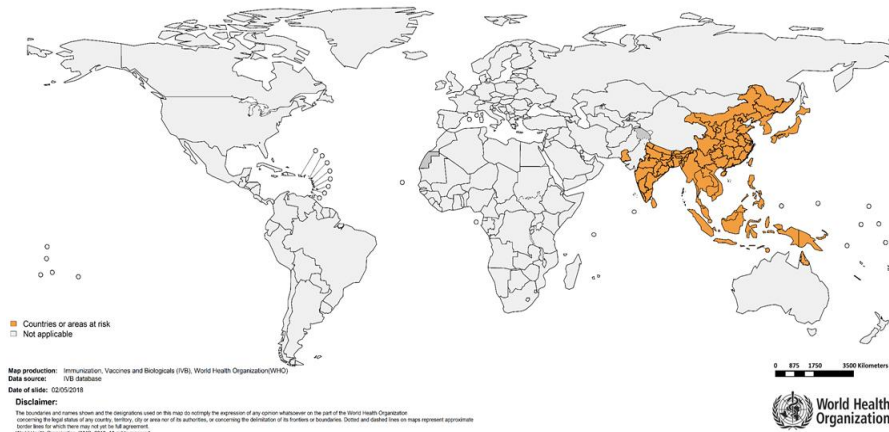 Countries or areas at risk
Not applicable
Map production: Immunization, Vaccines and Biologicals (IVB), World Health Organization(WHO)
Data source: IVB database
Date of slide: 02/05/2018
Disclaimer:
The boundaries and names shown and the designations used on this map do notimply the expression of any opinion whatsoever on the part of the World Health Organization
concerning the legal status of any country, territory, city or area nor of its authorities, or concerning the delimitation of its frontiers or boundaries. Dotted and dashed lines on maps represent approximate
border lines for which there may not yet be full agreement.
0 875 1750 3500 Kilometers
World Health
Organization